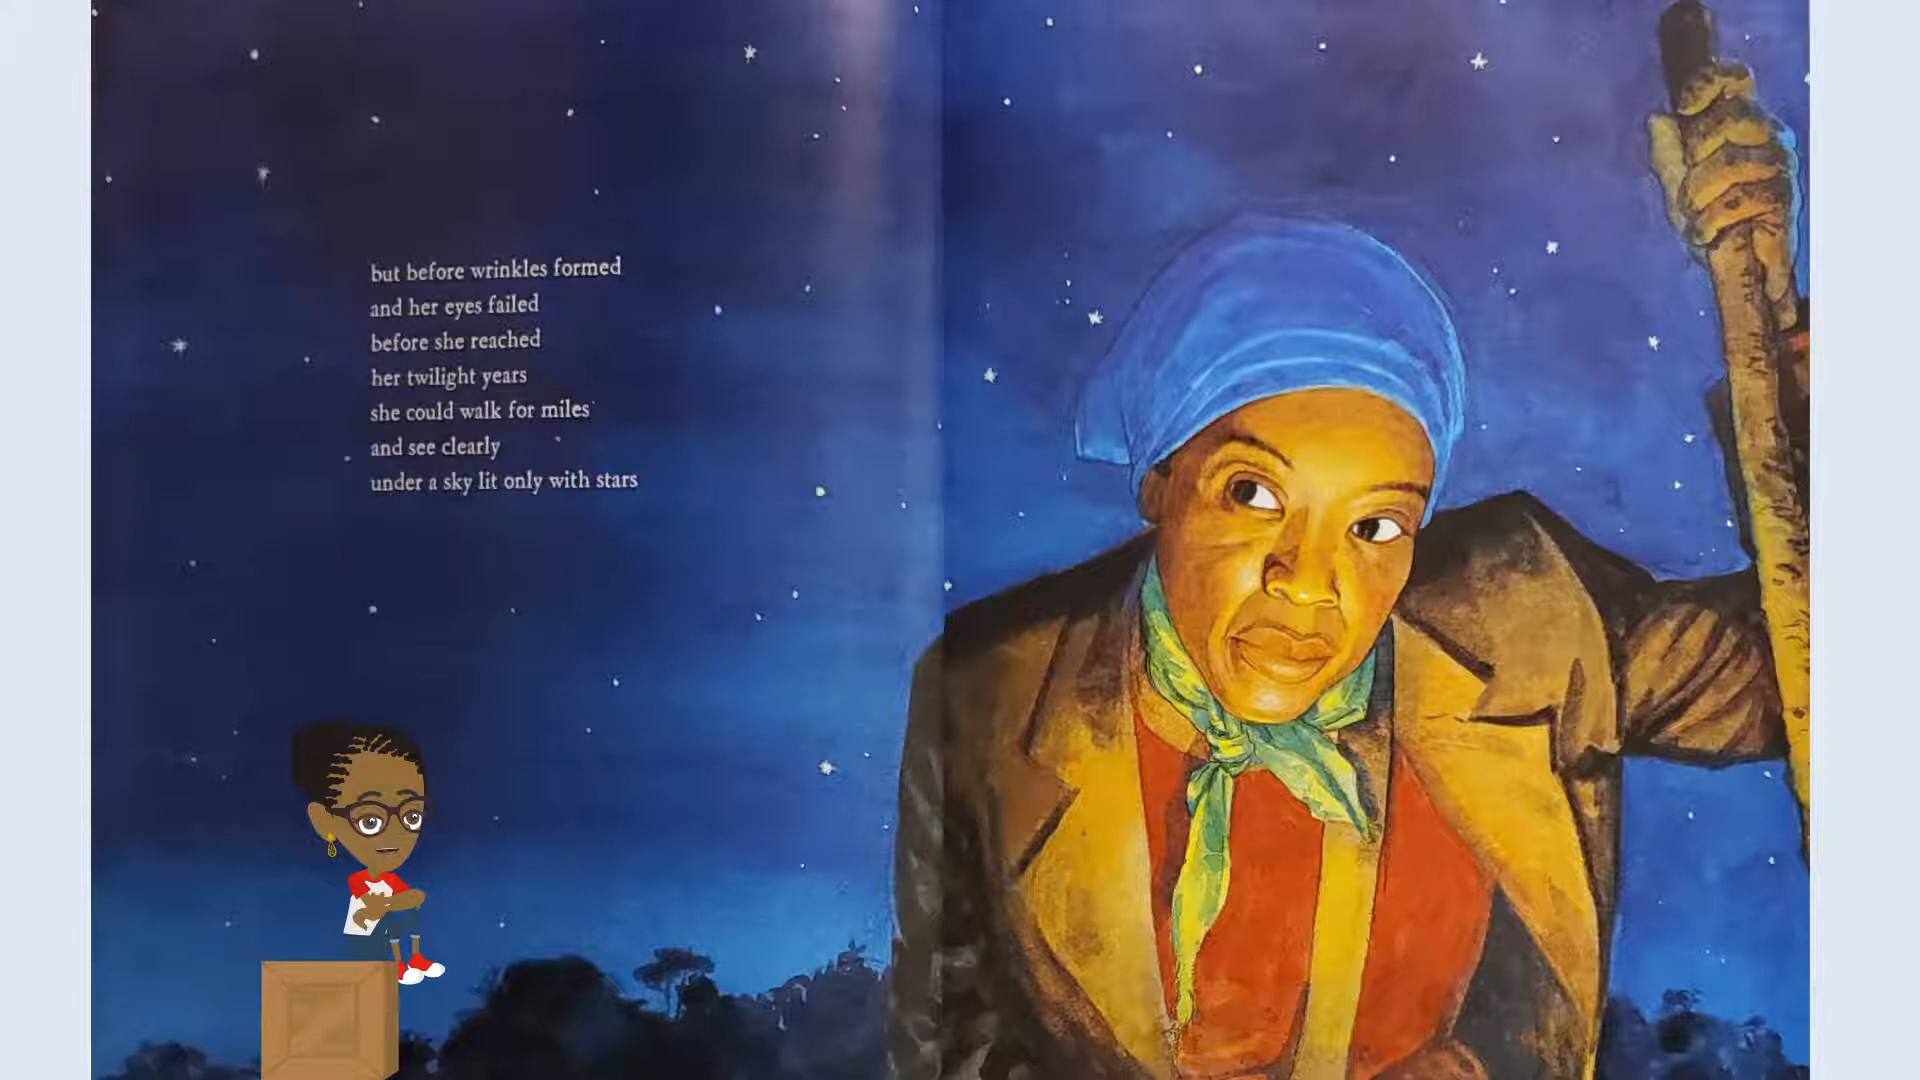 but before wrinkles formed
and her eyes failed
before she reached
her twilight years
she could walk for miles
and see clearly
under a sky lit only with stars